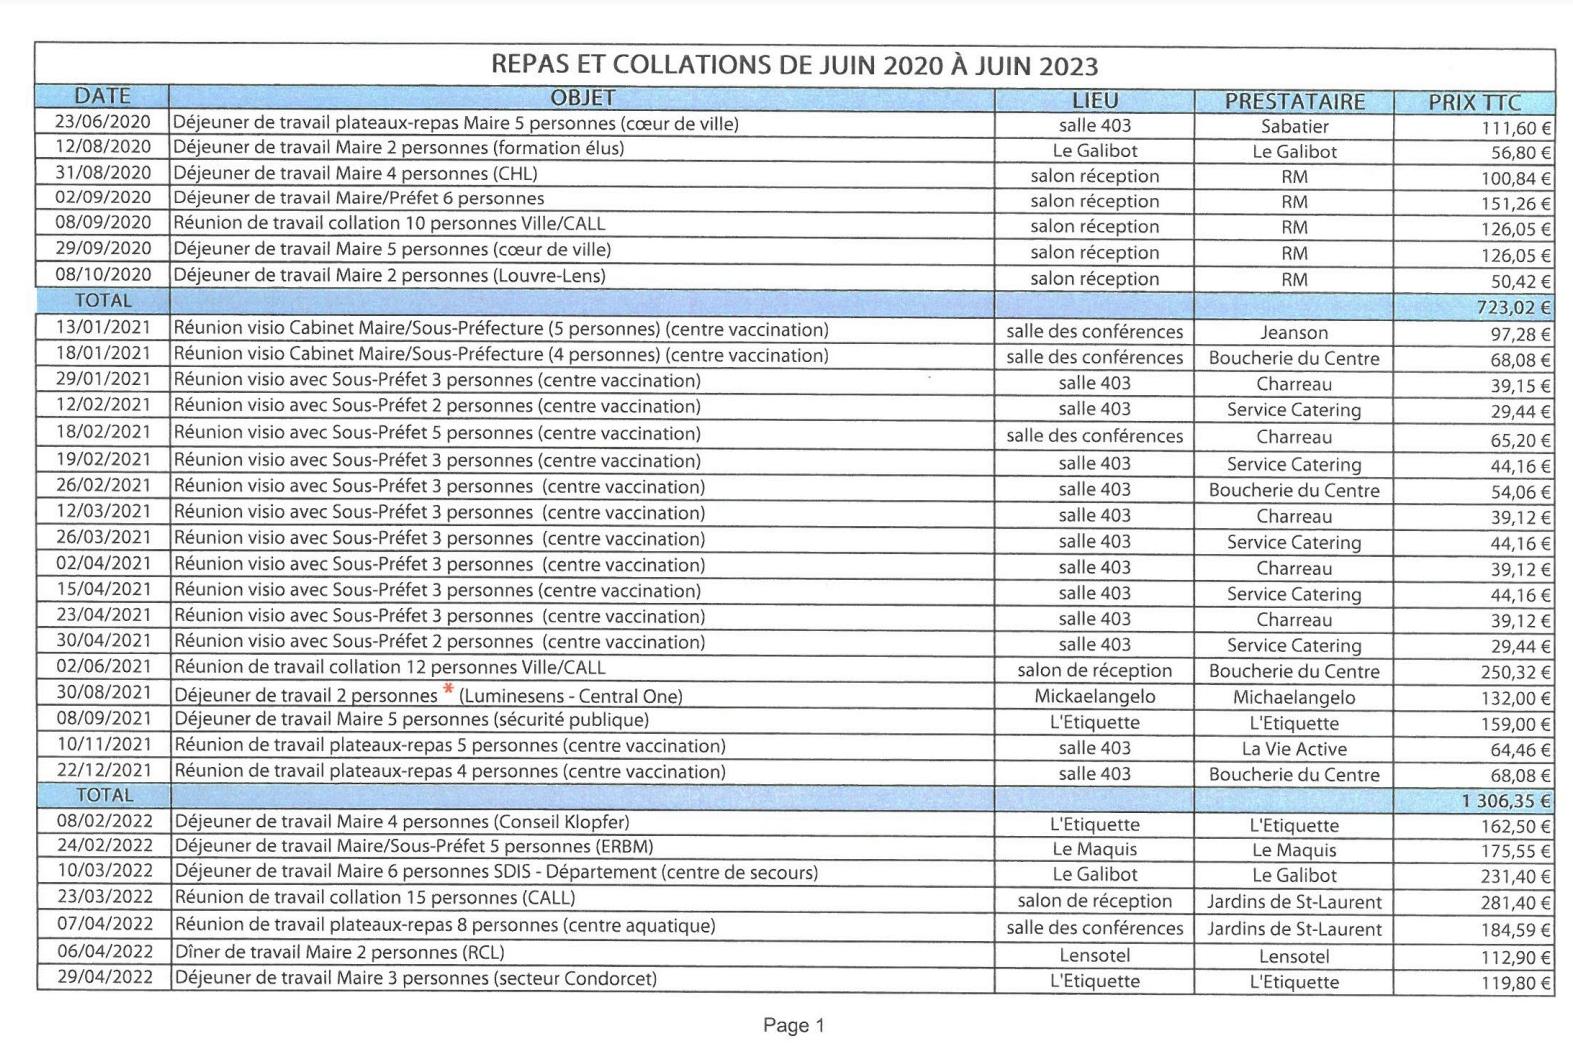 REPAS ET COLLATIONS DE JUIN 2020 À JUIN 2023
DATE OBJET LIEU PRESTATAIRE PRIX TTC
23/06/2020 Déjeuner de travail plateaux-repas Maire 5 personnes (cœur de ville) salle 403 Sabatier 111,60 €
12/08/2020 Déjeuner de travail Maire 2 personnes (formation élus) Le Galibot Le Galibot 56,80 €
31/08/2020 Déjeuner de travail Maire 4 personnes (CHL) salon réception RM 100,84 €
02/09/2020 Déjeuner de travail Maire/Préfet 6 personnes salon réception RM 151,26 €
08/09/2020 Réunion de travail collation 10 personnes Ville/CALL salon réception RM 126,05 €
29/09/2020 Déjeuner de travail Maire 5 personnes (cœur de ville) salon réception RM 126,05 €
08/10/2020 Déjeuner de travail Maire 2 personnes (Louvre-Lens) salon réception RM 50,42 €
TOTAL 723,02 €
13/01/2021 Réunion visio Cabinet Maire/Sous-Préfecture (5 personnes) (centre vaccination) salle des conférences Jeanson 97,28 €
18/01/2021 Réunion visio Cabinet Maire/Sous-Préfecture (4 personnes) (centre vaccination) salle des conférences Boucherie du Centre 68,08 €
29/01/2021 Réunion visio avec Sous-Préfet 3 personnes (centre vaccination) salle 403 Charreau 39,15 €
12/02/2021 Réunion visio avec Sous-Préfet 2 personnes (centre vaccination) salle 403 Service Catering 29,44 €
18/02/2021 Réunion visio avec Sous-Préfet 5 personnes (centre vaccination) salle des conférences Charreau 65,20 €
19/02/2021 Réunion visio avec Sous-Préfet 3 personnes (centre vaccination) salle 403 Service Catering 44,16 €
26/02/2021 Réunion visio avec Sous-Préfet 3 personnes (centre vaccination) salle 403 Boucherie du Centre 54,06 €
12/03/2021 Réunion visio avec Sous-Préfet 3 personnes (centre vaccination) salle 403 Charreau 39,12 €
26/03/2021 Réunion visio avec Sous-Préfet 3 personnes (centre vaccination) salle 403 Service Catering 44,16 €
02/04/2021 Réunion visio avec Sous-Préfet 3 personnes (centre vaccination) salle 403 Charreau 39,12 €
15/04/2021 Réunion visio avec Sous-Préfet 3 personnes (centre vaccination) salle 403 Service Catering 44,16 €
23/04/2021 Réunion visio avec Sous-Préfet 3 personnes (centre vaccination) salle 403 Charreau 39,12 €
30/04/2021 Réunion visio avec Sous-Préfet 2 personnes (centre vaccination) salle 403 Service Catering 29,44 €
02/06/2021 Réunion de travail collation 12 personnes Ville/CALL salon de réception Boucherie du Centre 250,32 €
30/08/2021 Déjeuner de travail 2 personnes * (Luminesens - Central One) Mickaelangelo Michaelangelo 132,00 €
08/09/2021 Déjeuner de travail Maire 5 personnes (sécurité publique) L'Etiquette L'Etiquette 159,00 €
10/11/2021 Réunion de travail plateaux-repas 5 personnes (centre vaccination) salle 403 La Vie Active 64,46 €
22/12/2021 Réunion de travail plateaux-repas 4 personnes (centre vaccination) salle 403 Boucherie du Centre 68,08 €
TOTAL 1 306,35 €
08/02/2022 Déjeuner de travail Maire 4 personnes (Conseil Klopfer) L'Etiquette L'Etiquette 162,50 €
24/02/2022 Déjeuner de travail Maire/Sous-Préfet 5 personnes (ERBM) Le Maquis Le Maquis 175,55 €
10/03/2022 Déjeuner de travail Maire 6 personnes SDIS - Département (centre de secours) Le Galibot Le Galibot 231,40 €
23/03/2022 Réunion de travail collation 15 personnes (CALL) salon de réception Jardins de St-Laurent 281,40 €
07/04/2022 Réunion de travail plateaux-repas 8 personnes (centre aquatique) salle des conférences Jardins de St-Laurent 184,59 €
06/04/2022 Dîner de travail Maire 2 personnes (RCL) Lensotel Lensotel 112,90 €
29/04/2022 Déjeuner de travail Maire 3 personnes (secteur Condorcet) L'Etiquette L'Etiquette 119,80 €
Page 1